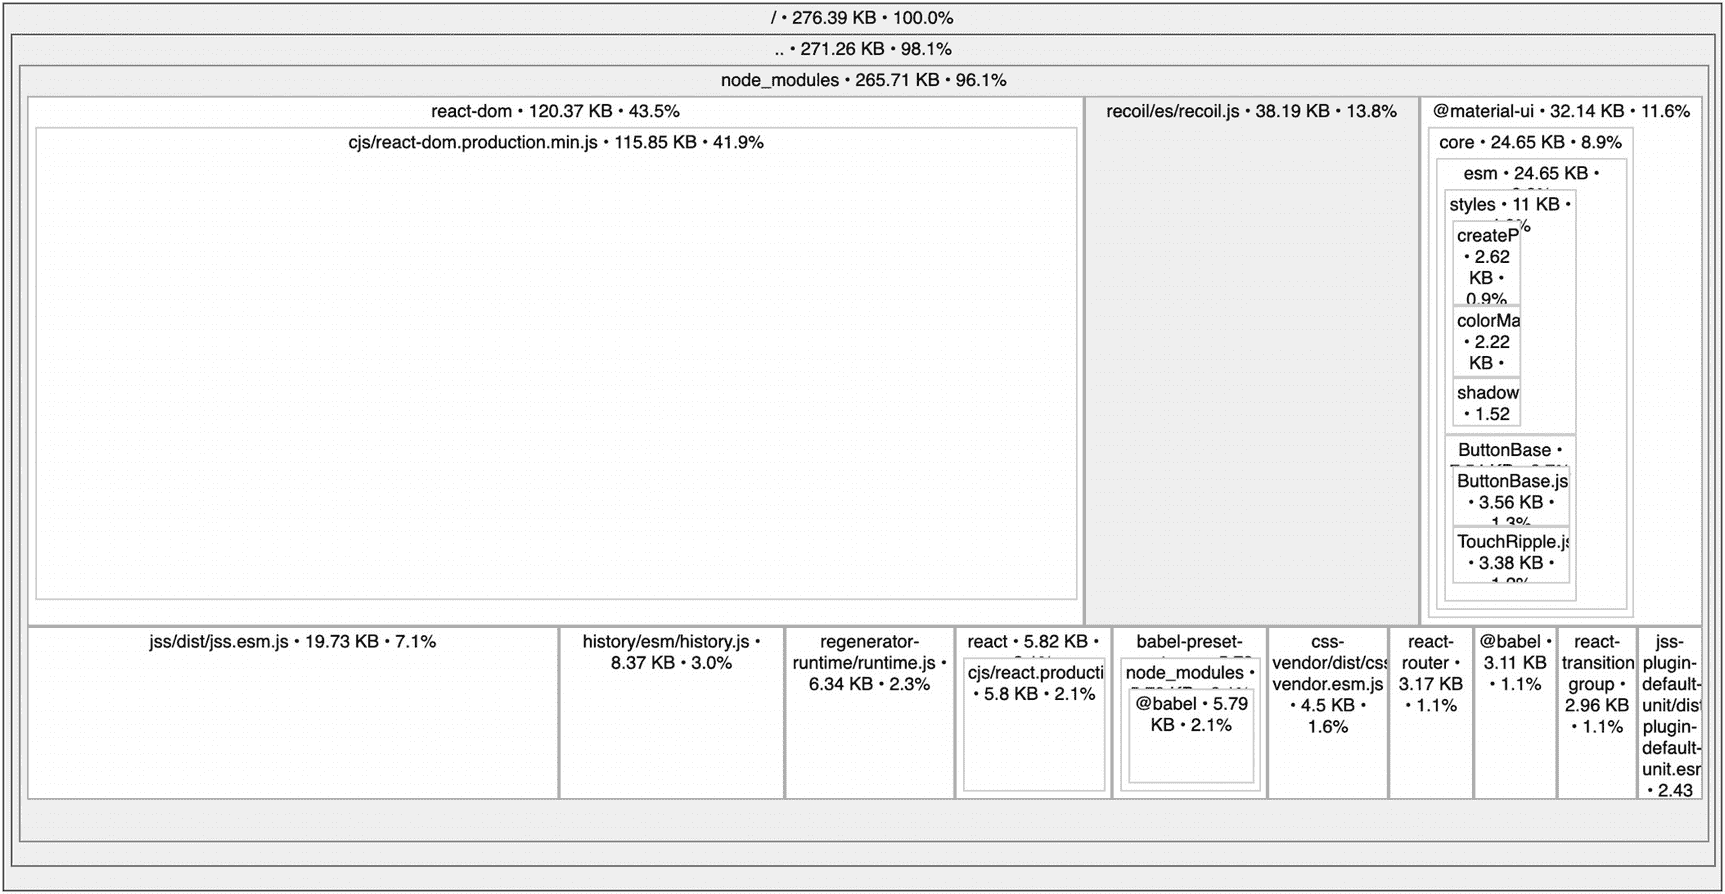 / • 276.39 KB • 100.0%
.. • 271.26 KB • 98.1%
node_modules • 265.71 KB • 96.1%
react-dom • 120.37 KB • 43.5%
cjs/react-dom.production.min.js • 115.85 KB • 41.9%
recoil/es/recoil.js • 38.19 KB • 13.8%
@material-ui • 32.14 KB • 11.6%
core • 24.65 KB • 8.9%
esm • 24.65 KB •
styles • 11 KB •
createP
• 2.62
KB •
0.9%
colorMa
• 2.22
KB •
shadow
• 1.52
ButtonBase •
ButtonBase.js
• 3.56 KB •
1.3%
TouchRipple.js
• 3.38 KB •
jss/dist/jss.esm.js • 19.73 KB • 7.1%
history/esm/history.js •
8.37 KB • 3.0%
regenerator-
runtime/runtime.js •
6.34 KB • 2.3%
react • 5.82 KB •
cjs/react.producti
• 5.8 KB • 2.1%
babel-preset-
node_modules •
@babel • 5.79
KB • 2.1%
css-
vendor/dist/css
vendor.esm.js
• 4.5 KB •
1.6%
react-
router •
3.17 KB
• 1.1%
@babel •
3.11 KB
• 1.1%
react-
transition
group •
2.96 KB
• 1.1%
jss-
plugin-
default-
unit/dist
plugin-
default-
unit.esm
• 2.43